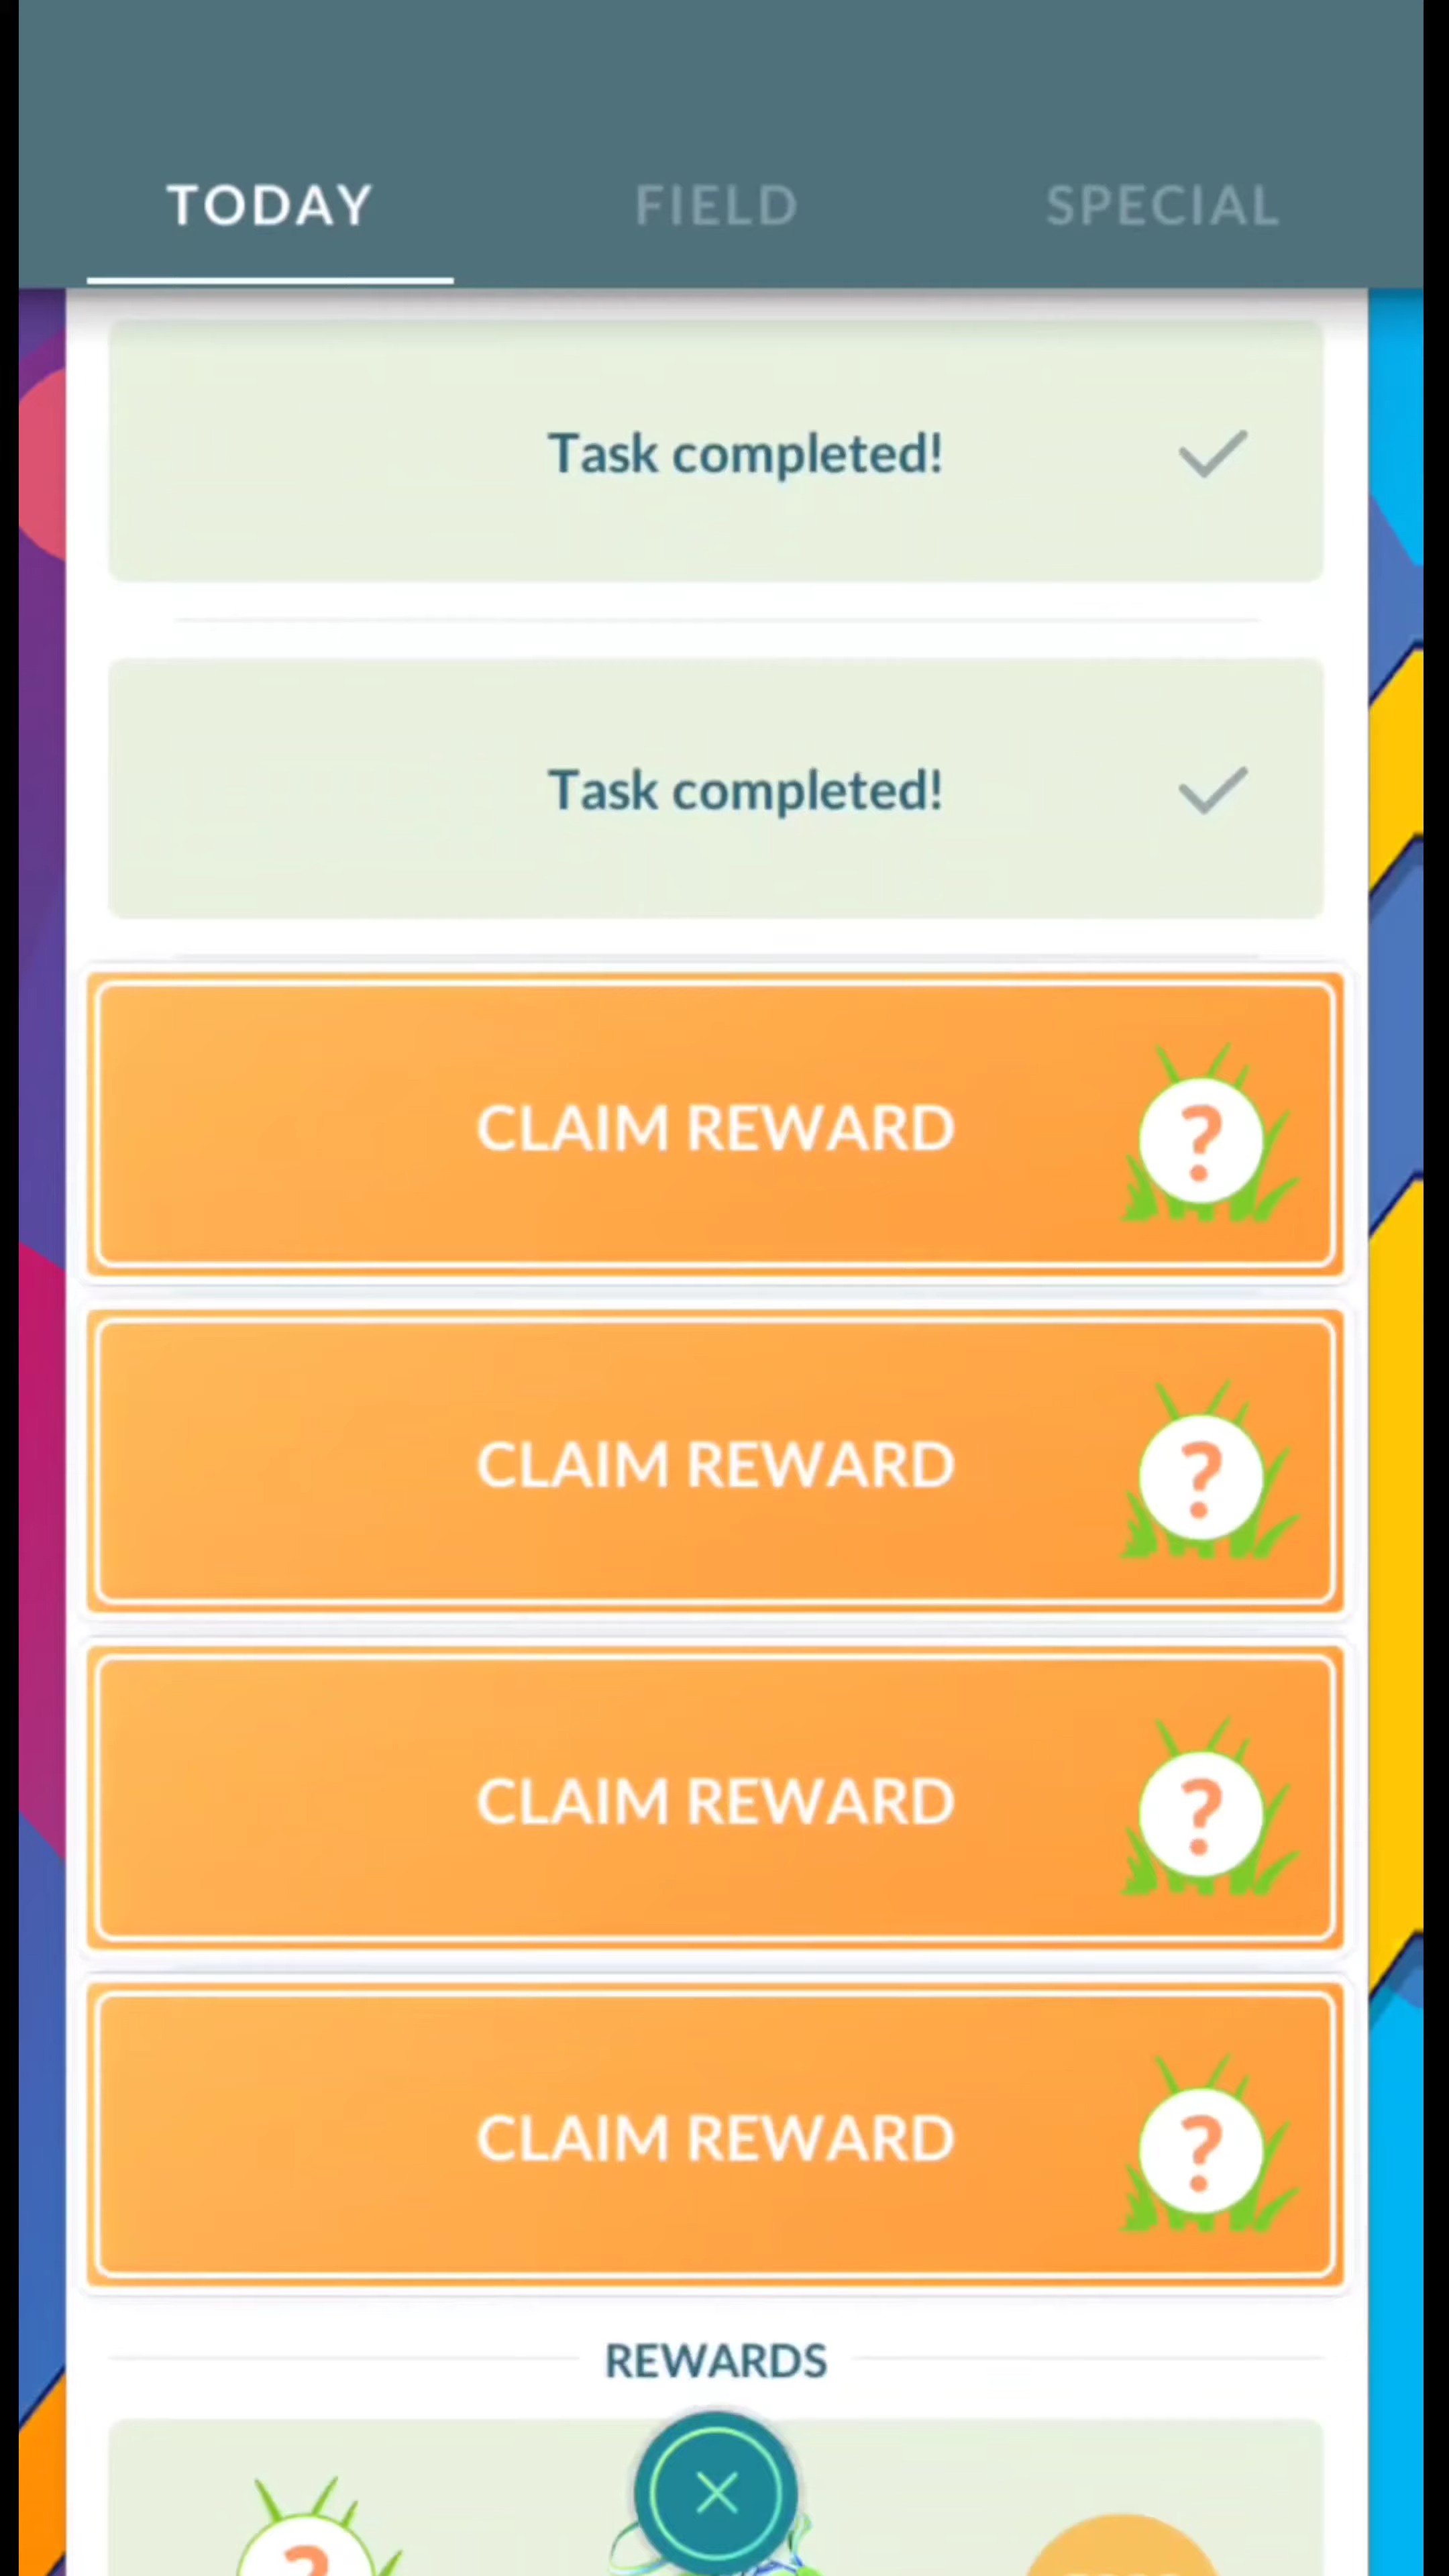 TODAY FIELD SPECIAL
Task completed!
Task completed!
CLAIM REWARD ?
CLAIM REWARD ?
CLAIM REWARD ?
CLAIM REWARD ?
REWARDS
?